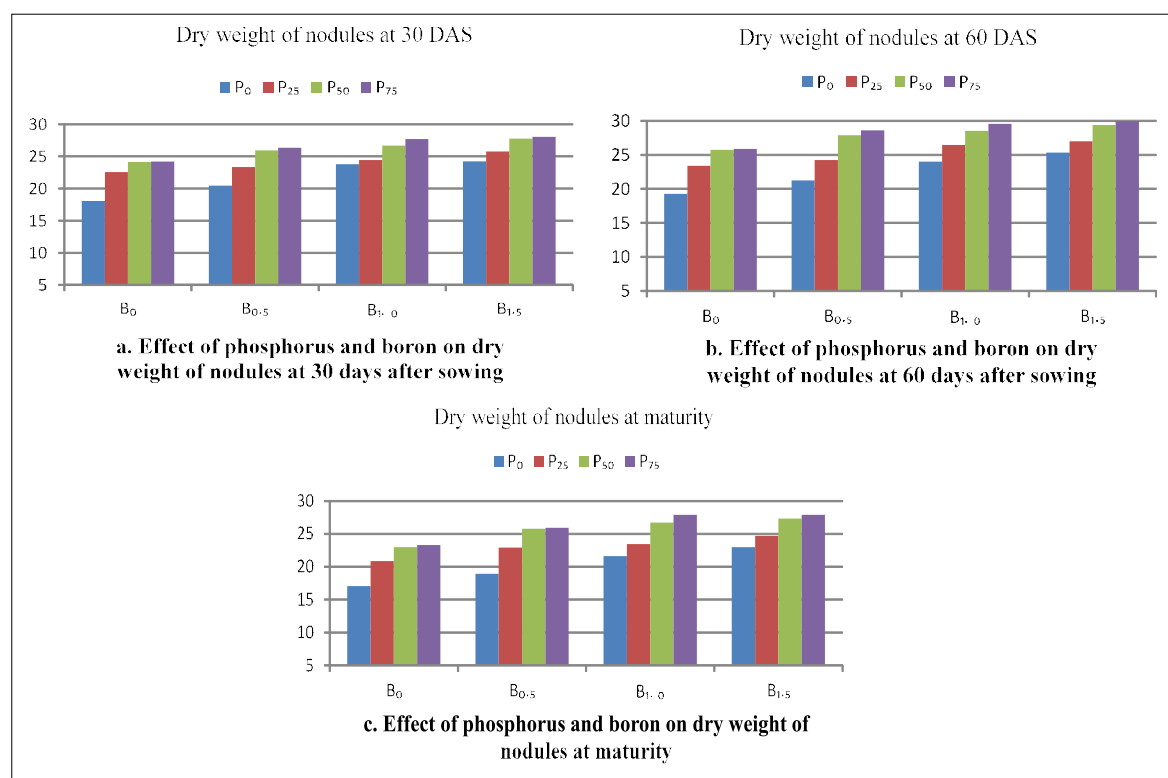 Dry weight of nodules at 30 DAS
P₀ P₂₅ P₅₀ P₇₅
30
25
20
15
10
5
B₀ B₀.₅ B₁.₀ B₁.₅
a. Effect of phosphorus and boron on dry
weight of nodules at 30 days after sowing
Dry weight of nodules at 60 DAS
P₀ P₂₅ P₅₀ P₇₅
30
25
20
15
10
5
B₀ B₀.₅ B₁.₀ B₁.₅
b. Effect of phosphorus and boron on dry
weight of nodules at 60 days after sowing
Dry weight of nodules at maturity
P₀ P₂₅ P₅₀ P₇₅
30
25
20
15
10
5
B₀ B₀.₅ B₁.₀ B₁.₅
c. Effect of phosphorus and boron on dry weight of
nodules at maturity